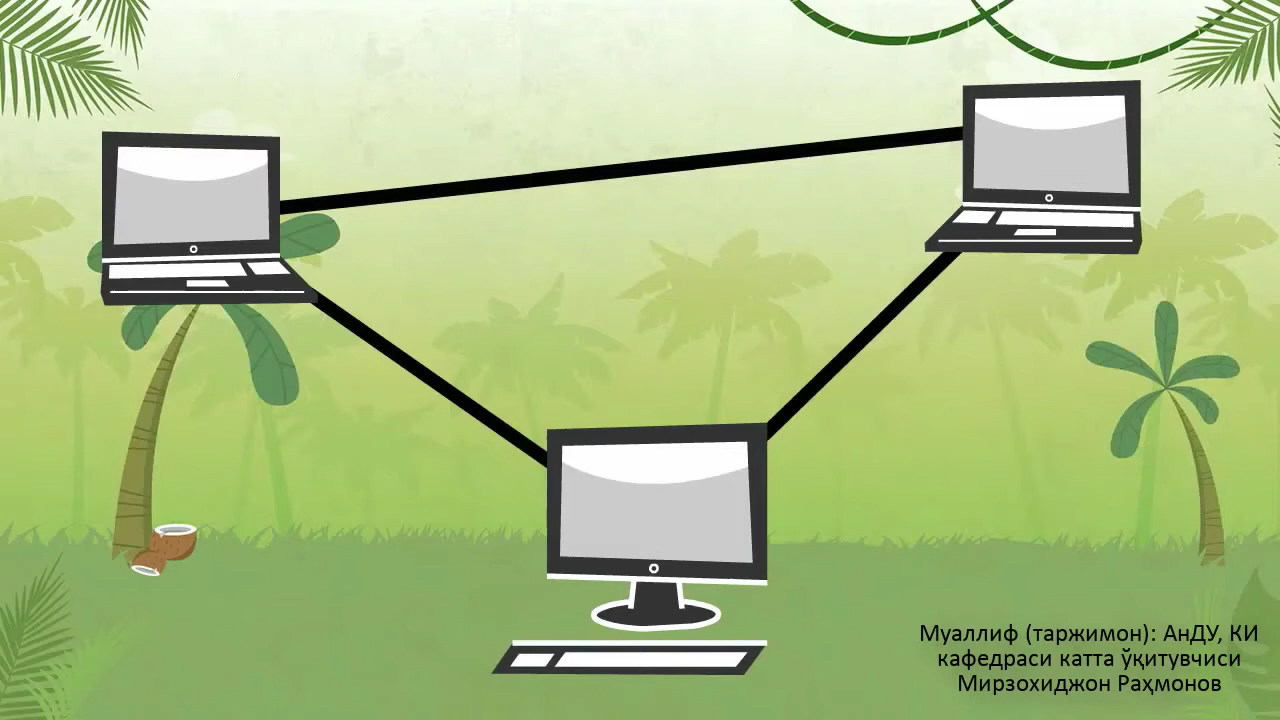 Муаллиф (таржимон): АнДУ, КИ
кафедраси катта ўқитувчиси
Мирзохиджон Раҳмонов